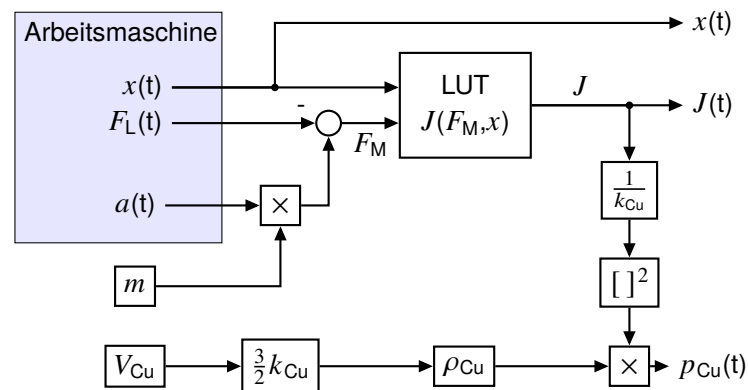 x(t)
Arbeitsmaschine
x(t)
LUT
J
J(t)
F_L(t)
-
J(F_M,x)
F_M
1/k_Cu
a(t)
×
m
[ ]²
V_Cu
3/2 k_Cu
ρ_Cu
×
p_Cu(t)